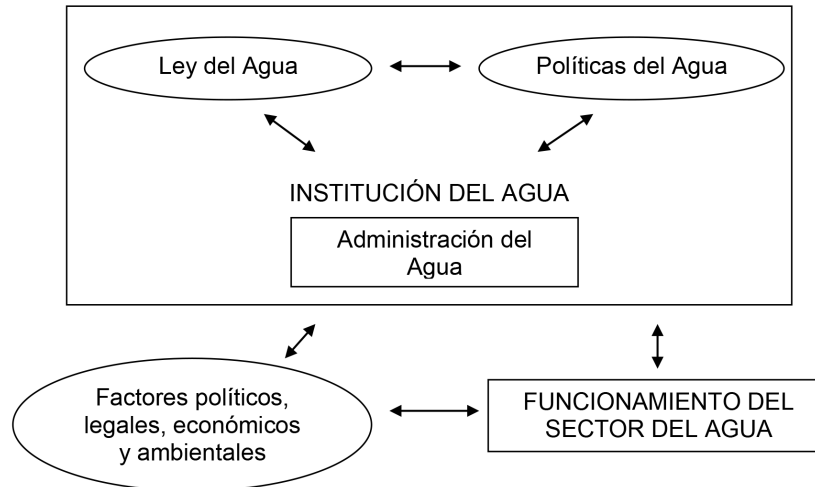 Ley del Agua
Políticas del Agua
INSTITUCIÓN DEL AGUA
Administración del
Agua
Factores políticos,
legales, económicos
y ambientales
FUNCIONAMIENTO DEL
SECTOR DEL AGUA